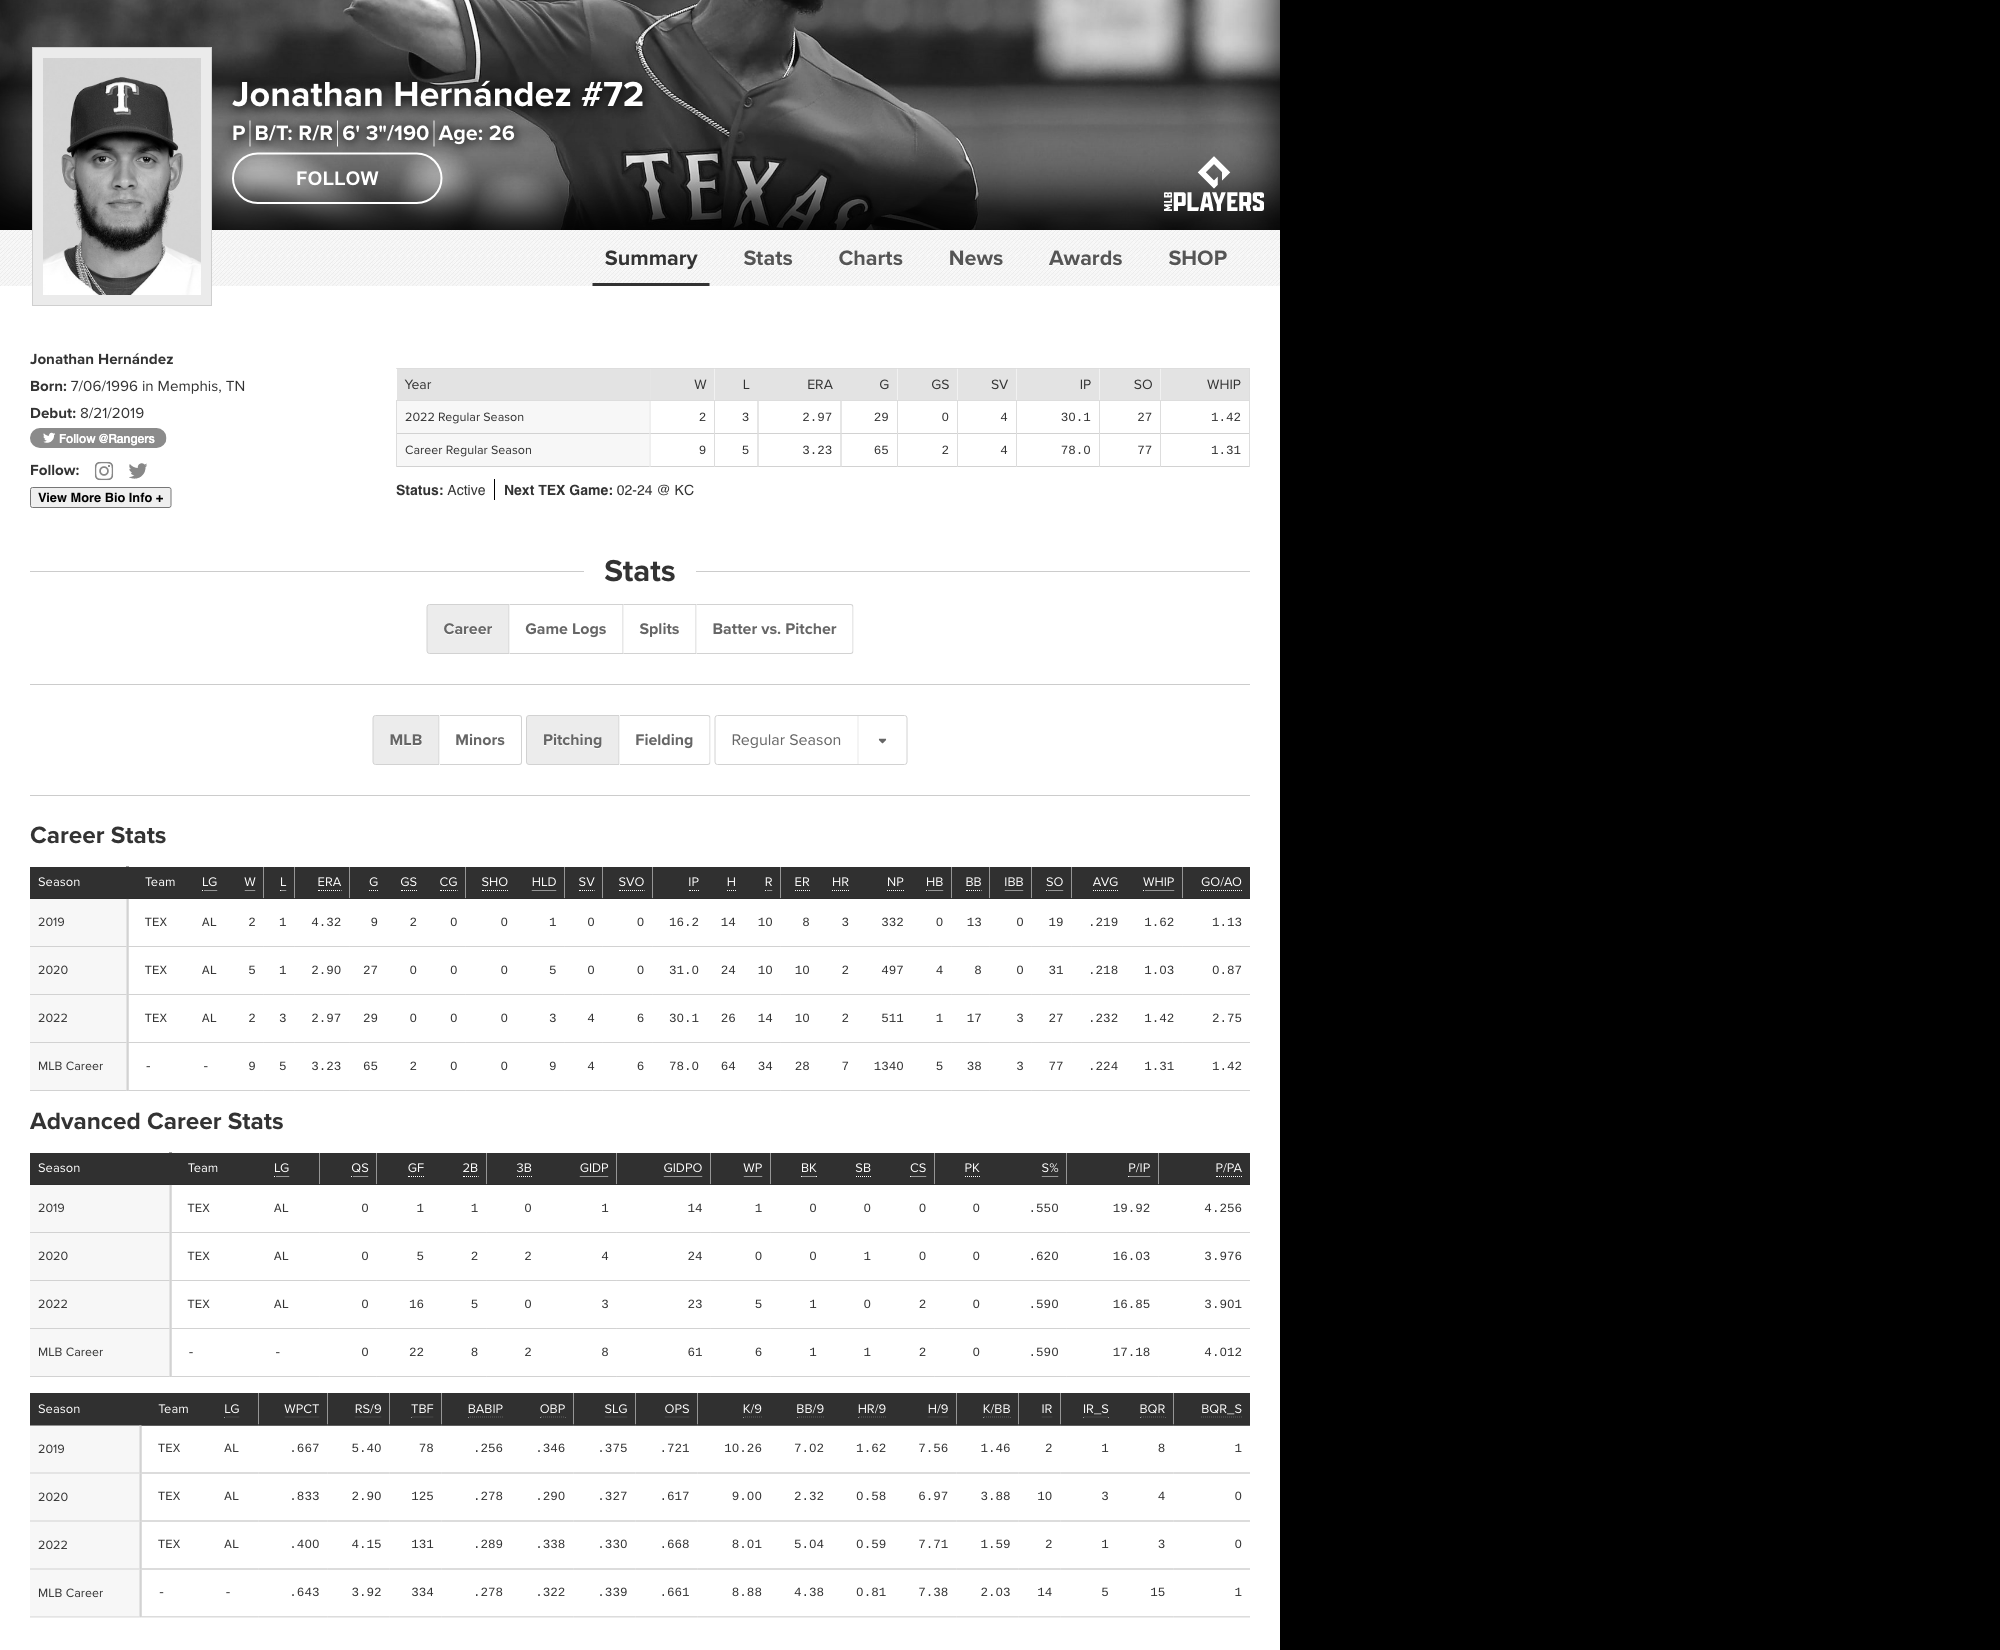 Jonathan Hernández #72
P B/T: R/R 6' 3"/190 Age: 26
FOLLOW
T
TEXAS
MLB PLAYERS
Summary Stats Charts News Awards SHOP
Jonathan Hernández
Born: 7/06/1996 in Memphis, TN
Debut: 8/21/2019
Follow @Rangers
Follow:
View More Bio Info +
Year W L ERA G GS SV IP SO WHIP
2022 Regular Season 2 3 2.97 29 0 4 30.1 27 1.42
Career Regular Season 9 5 3.23 65 2 4 78.0 77 1.31
Status: Active Next TEX Game: 02-24 @ KC
Stats
Career Game Logs Splits Batter vs. Pitcher
MLB Minors Pitching Fielding Regular Season
Career Stats
Season Team LG W L ERA G GS CG SHO HLD SV SVO IP H R ER HR NP HB BB IBB SO AVG WHIP GO/AO
2019 TEX AL 2 1 4.32 9 2 0 0 1 0 0 16.2 14 10 8 3 332 0 13 0 19 .219 1.62 1.13
2020 TEX AL 5 1 2.90 27 0 0 0 5 0 0 31.0 24 10 10 2 497 4 8 0 31 .218 1.03 0.87
2022 TEX AL 2 3 2.97 29 0 0 0 3 4 6 30.1 26 14 10 2 511 1 17 3 27 .232 1.42 2.75
MLB Career - - 9 5 3.23 65 2 0 0 9 4 6 78.0 64 34 28 7 1340 5 38 3 77 .224 1.31 1.42
Advanced Career Stats
Season Team LG QS GF 2B 3B GIDP GIDPO WP BK SB CS PK S% P/IP P/PA
2019 TEX AL 0 1 1 0 1 14 1 0 0 0 0 .550 19.92 4.256
2020 TEX AL 0 5 2 2 4 24 0 0 1 0 0 .620 16.03 3.976
2022 TEX AL 0 16 5 0 3 23 5 1 0 2 0 .590 16.85 3.901
MLB Career - - 0 22 8 2 8 61 6 1 1 2 0 .590 17.18 4.012
Season Team LG WPCT RS/9 TBF BABIP OBP SLG OPS K/9 BB/9 HR/9 H/9 K/BB IR IR_S BQR BQR_S
2019 TEX AL .667 5.40 78 .256 .346 .375 .721 10.26 7.02 1.62 7.56 1.46 2 1 8 1
2020 TEX AL .833 2.90 125 .278 .290 .327 .617 9.00 2.32 0.58 6.97 3.88 10 3 4 0
2022 TEX AL .400 4.15 131 .289 .338 .330 .668 8.01 5.04 0.59 7.71 1.59 2 1 3 0
MLB Career - - .643 3.92 334 .278 .322 .339 .661 8.88 4.38 0.81 7.38 2.03 14 5 15 1